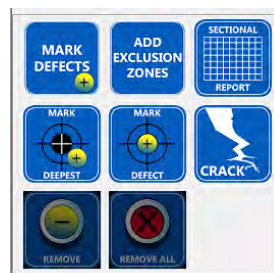 MARK
DEFECTS
ADD
EXCLUSION
ZONES
SECTIONAL
REPORT
MARK
DEEPEST
MARK
DEFECT
CRACK
REMOVE
REMOVE ALL